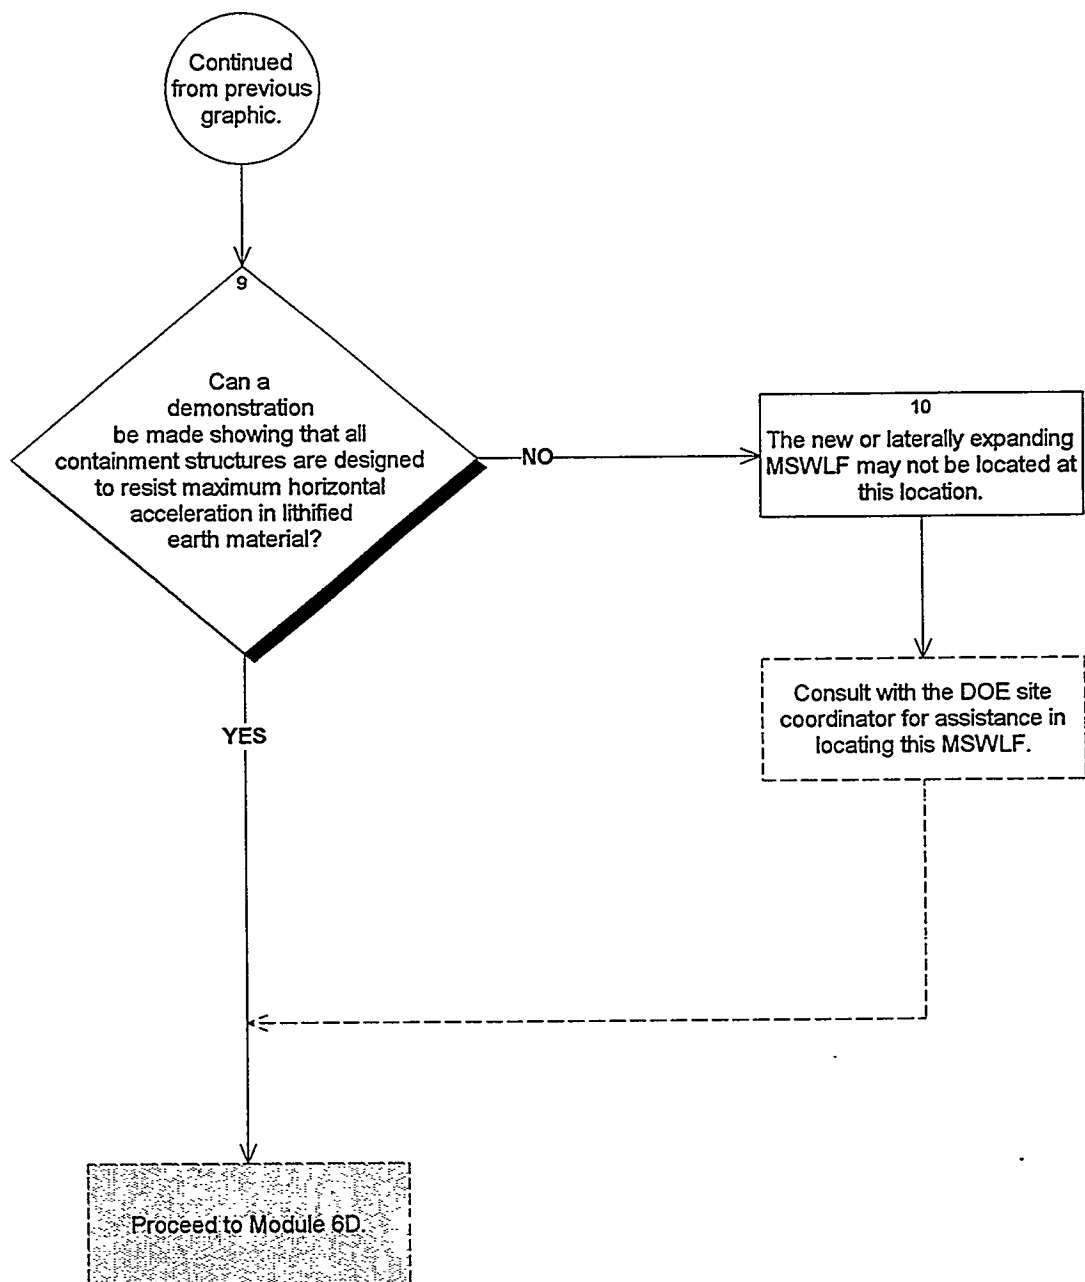 Continued
from previous
graphic.
9
Can a
demonstration
be made showing that all
containment structures are designed
to resist maximum horizontal
acceleration in lithified
earth material?
NO
10
The new or laterally expanding
MSWLF may not be located at
this location.
Consult with the DOE site
coordinator for assistance in
locating this MSWLF.
YES
Proceed to Module 6D.